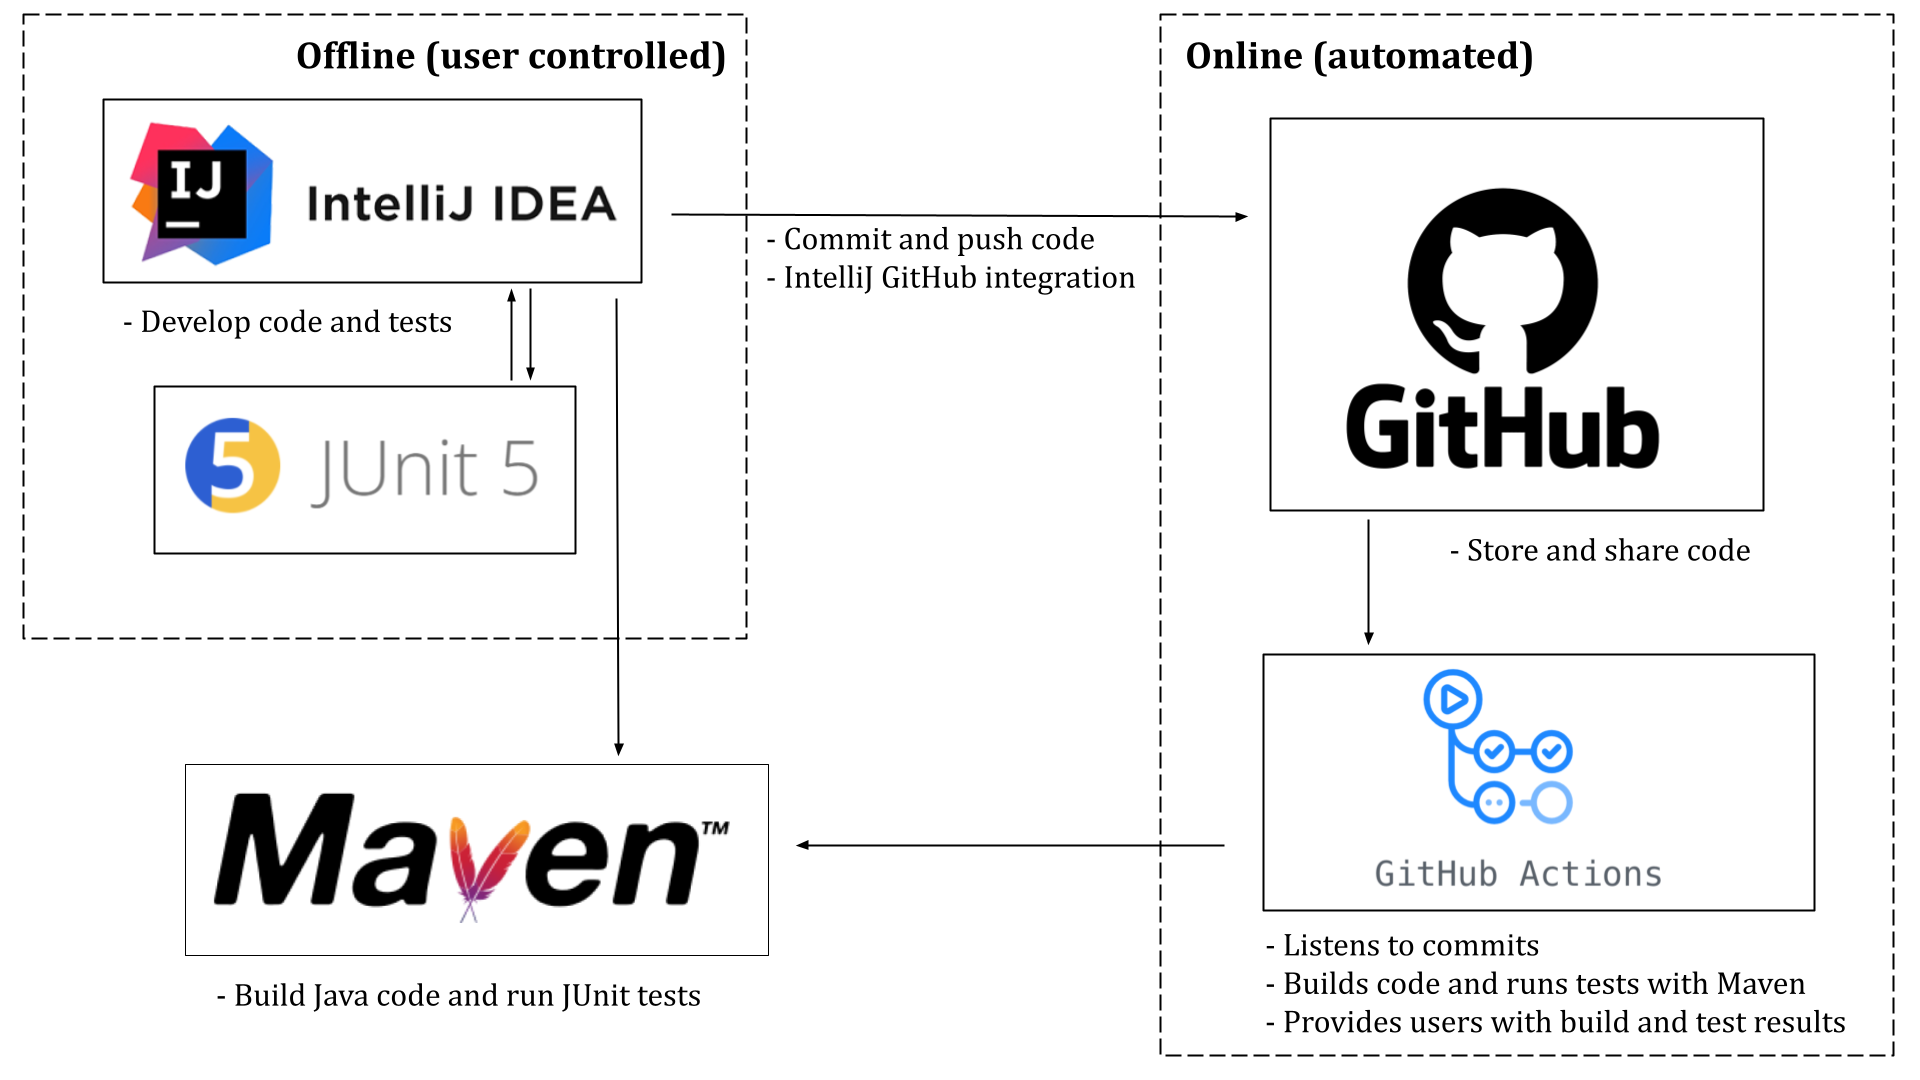 Offline (user controlled)
IJ
IntelliJ IDEA
- Develop code and tests
5
JUnit 5
- Commit and push code
- IntelliJ GitHub integration
Online (automated)
GitHub
- Store and share code
GitHub Actions
- Listens to commits
- Builds code and runs tests with Maven
- Provides users with build and test results
Maven™
- Build Java code and run JUnit tests